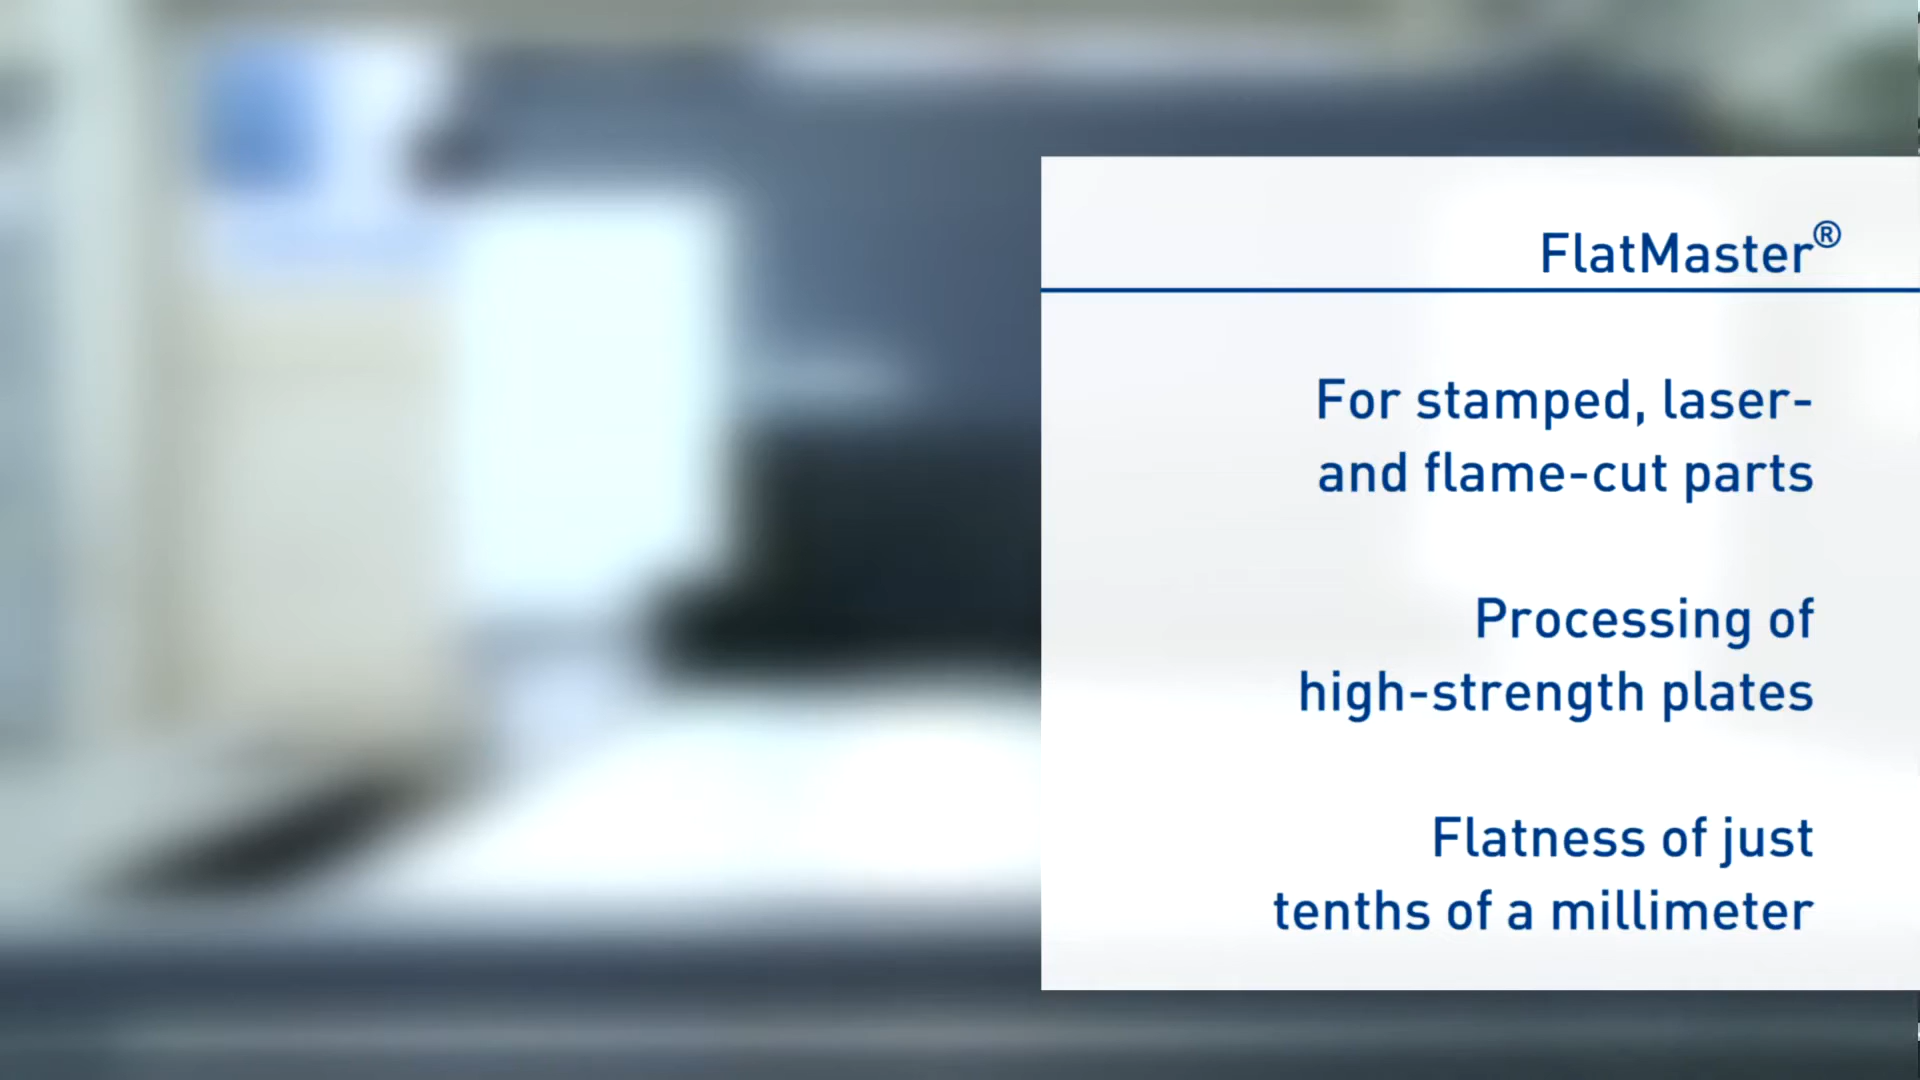 FlatMaster®
For stamped, laser-
and flame-cut parts
Processing of
high-strength plates
Flatness of just
tenths of a millimeter